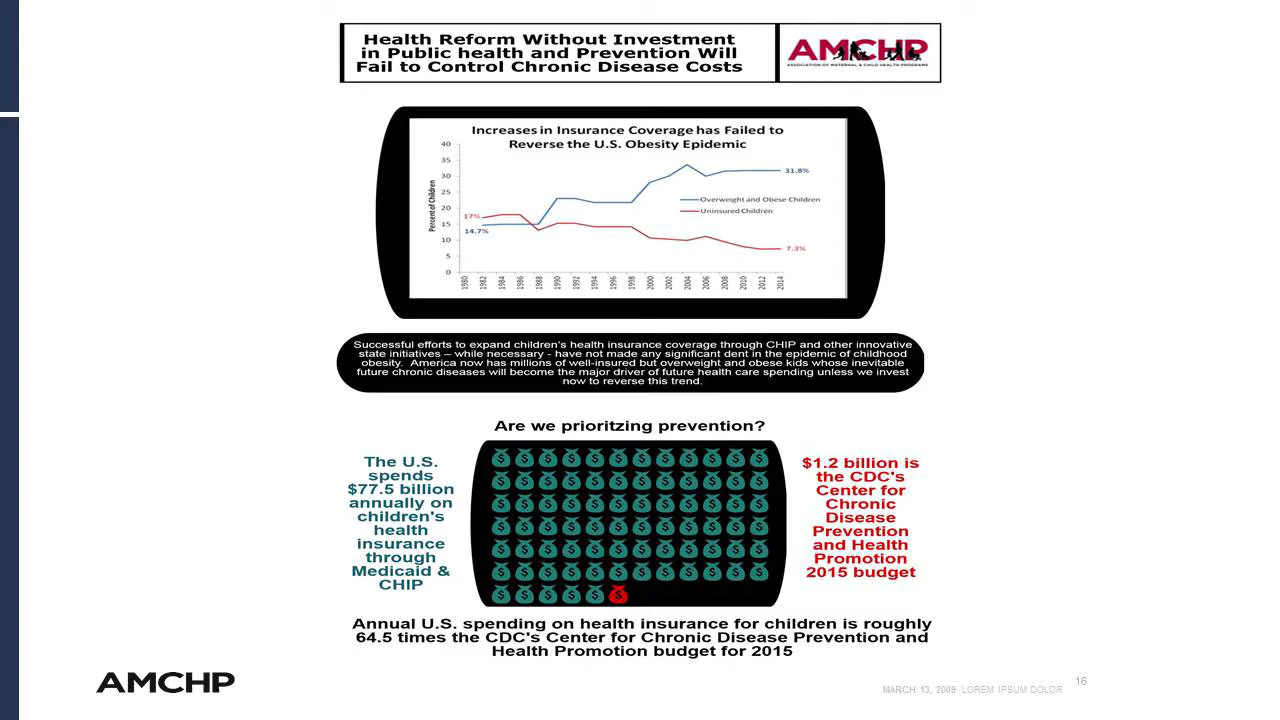 Health Reform Without Investment
in Public health and Prevention Will
Fail to Control Chronic Disease Costs
AMCHP
ASSOCIATION OF MATERNAL & CHILD HEALTH PROGRAMS
Increases in Insurance Coverage has Failed to
Reverse the U.S. Obesity Epidemic
Percent of Children
40
35
30
25
20
15
10
5
0
17%
14.7%
31.8%
7.3%
Overweight and Obese Children
Uninsured Children
1980 1982 1984 1986 1988 1990 1992 1994 1996 1998 2000 2002 2004 2006 2008 2010 2012 2014
Successful efforts to expand children's health insurance coverage through CHIP and other innovative
state initiatives – while necessary - have not made any significant dent in the epidemic of childhood
obesity. America now has millions of well-insured but overweight and obese kids whose inevitable
future chronic diseases will become the major driver of future health care spending unless we invest
now to reverse this trend.
Are we prioritzing prevention?
The U.S.
spends
$77.5 billion
annually on
children's
health
insurance
through
Medicaid &
CHIP
$1.2 billion is
the CDC's
Center for
Chronic
Disease
Prevention
and Health
Promotion
2015 budget
Annual U.S. spending on health insurance for children is roughly
64.5 times the CDC's Center for Chronic Disease Prevention and
Health Promotion budget for 2015
AMCHP
MARCH 13, 2009 LOREM IPSUM DOLOR
16